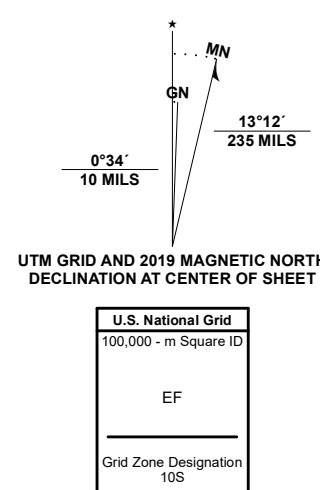 ★
MN
GN
13°12´
235 MILS
0°34´
10 MILS
UTM GRID AND 2019 MAGNETIC NORTH
DECLINATION AT CENTER OF SHEET
U.S. National Grid
100,000 - m Square ID
EF
Grid Zone Designation
10S